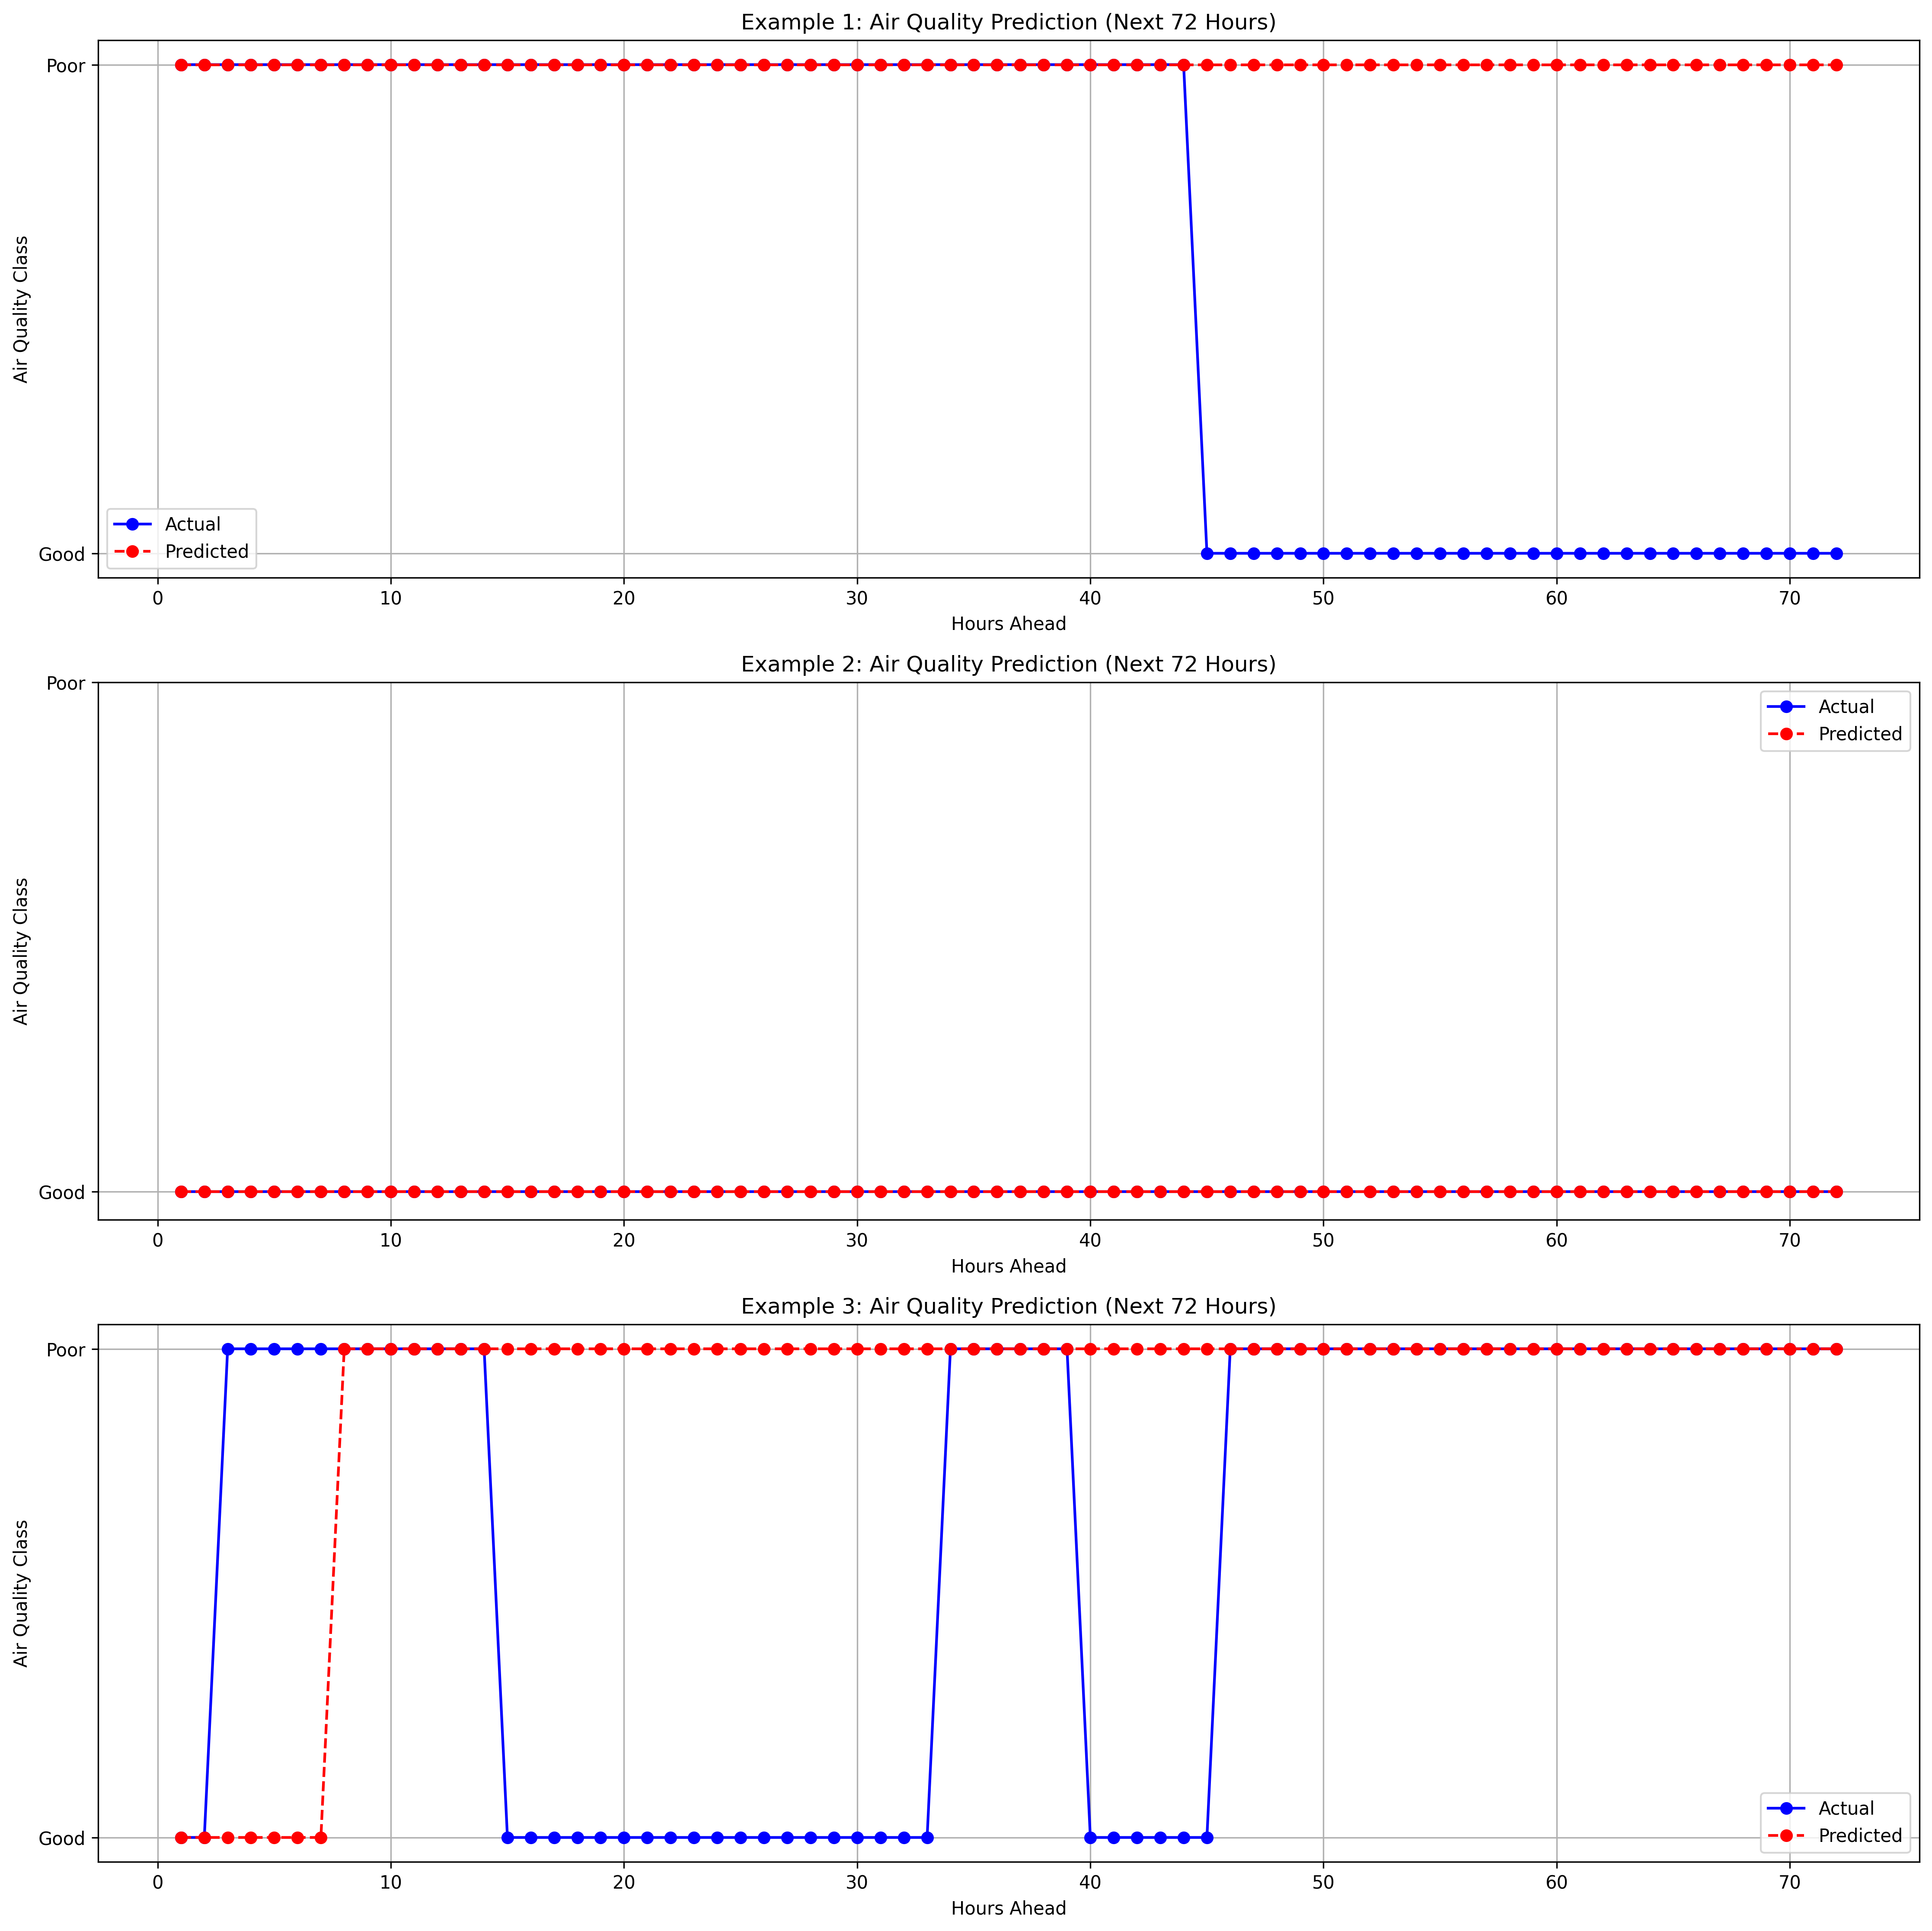 Example 1: Air Quality Prediction (Next 72 Hours)
Poor
Air Quality Class
Good
Actual
Predicted
0 10 20 30 40 50 60 70
Hours Ahead
Example 2: Air Quality Prediction (Next 72 Hours)
Poor
Actual
Predicted
Air Quality Class
Good
0 10 20 30 40 50 60 70
Hours Ahead
Example 3: Air Quality Prediction (Next 72 Hours)
Poor
Air Quality Class
Good
Actual
Predicted
0 10 20 30 40 50 60 70
Hours Ahead